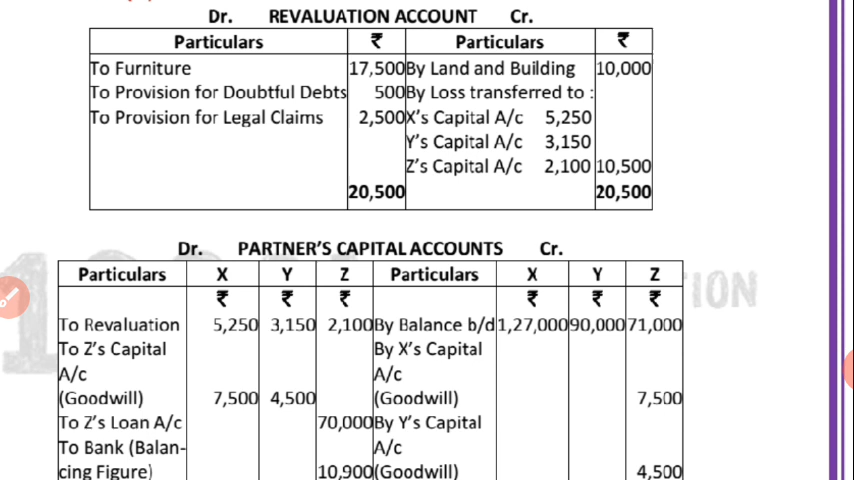 Dr. REVALUATION ACCOUNT Cr.
Particulars ₹ Particulars ₹
To Furniture 17,500 By Land and Building 10,000
To Provision for Doubtful Debts 500 By Loss transferred to :
To Provision for Legal Claims 2,500 X's Capital A/c 5,250
Y's Capital A/c 3,150
Z's Capital A/c 2,100 10,500
20,500 20,500
Dr. PARTNER'S CAPITAL ACCOUNTS Cr.
Particulars X Y Z Particulars X Y Z
₹ ₹ ₹ ₹ ₹ ₹
To Revaluation 5,250 3,150 2,100 By Balance b/d 1,27,000 90,000 71,000
To Z's Capital By X's Capital
A/c A/c
(Goodwill) 7,500 4,500 (Goodwill) 7,500
To Z's Loan A/c 70,000 By Y's Capital
To Bank (Balan- A/c
cing Figure) 10,900 (Goodwill) 4,500